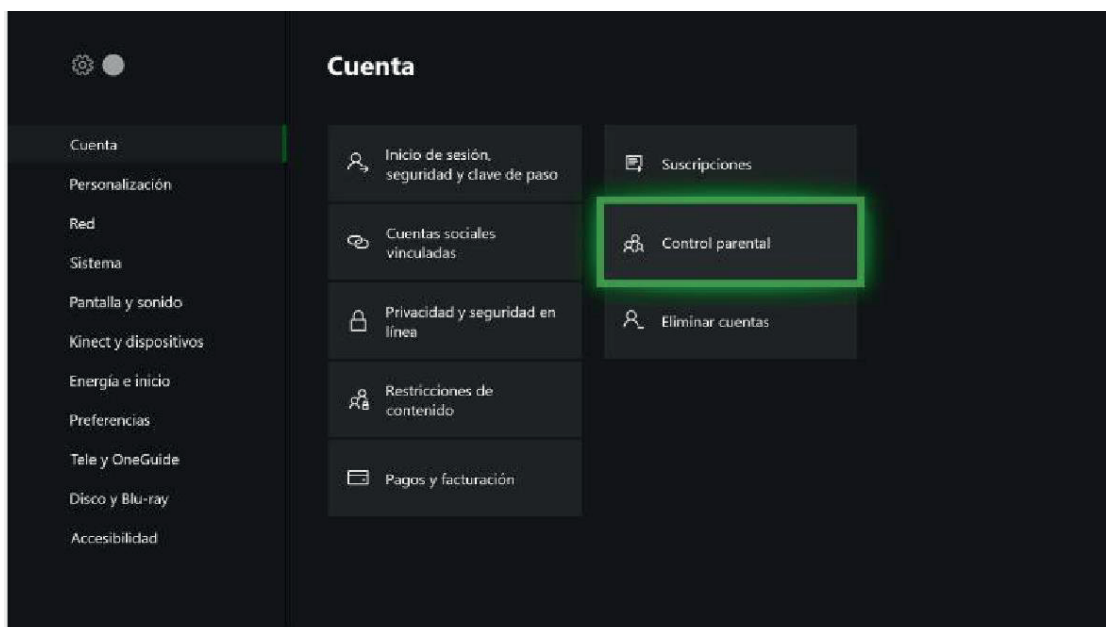 Cuenta
Cuenta
Personalización
Red
Sistema
Pantalla y sonido
Kinect y dispositivos
Energía e inicio
Preferencias
Tele y OneGuide
Disco y Blu-ray
Accesibilidad
Inicio de sesión,
seguridad y clave de paso
Cuentas sociales
vinculadas
Privacidad y seguridad en
línea
Restricciones de
contenido
Pagos y facturación
Suscripciones
Control parental
Eliminar cuentas